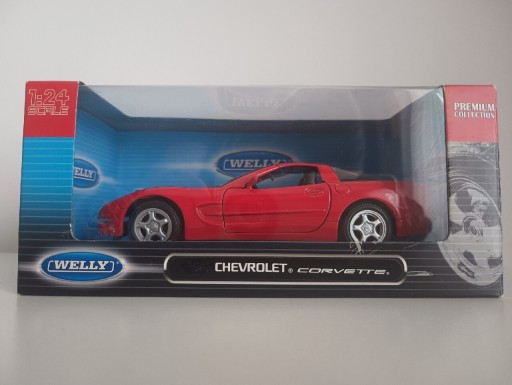 1:24
SCALE
PREMIUM
COLLECTION
WELLY
WELLY
WELLY
CHEVROLET® CORVETTE®